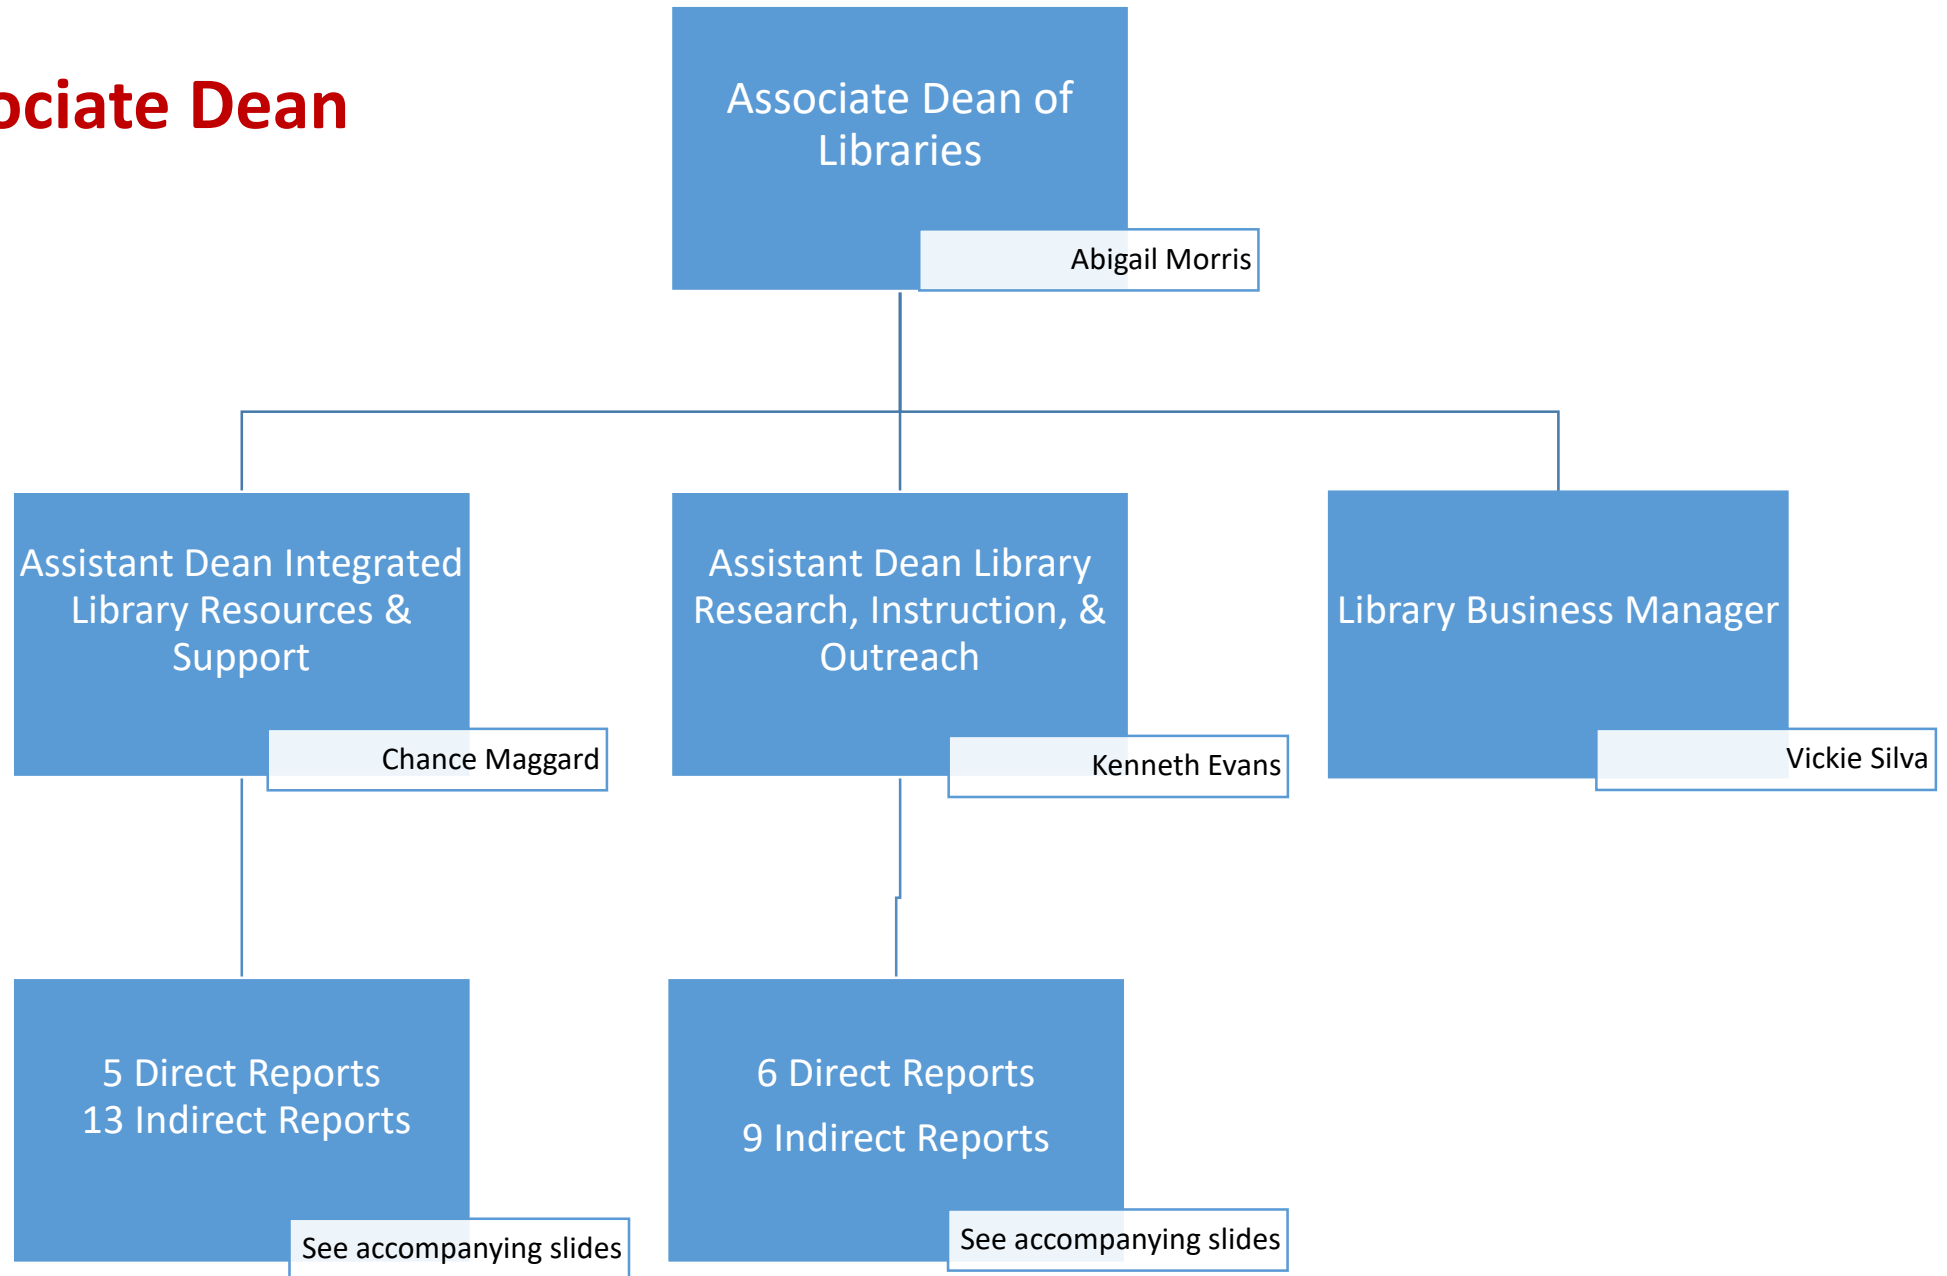 ociate Dean
Associate Dean of
Libraries
Abigail Morris
Assistant Dean Integrated
Library Resources &
Support
Chance Maggard
Assistant Dean Library
Research, Instruction, &
Outreach
Kenneth Evans
Library Business Manager
Vickie Silva
5 Direct Reports
13 Indirect Reports
See accompanying slides
6 Direct Reports
9 Indirect Reports
See accompanying slides